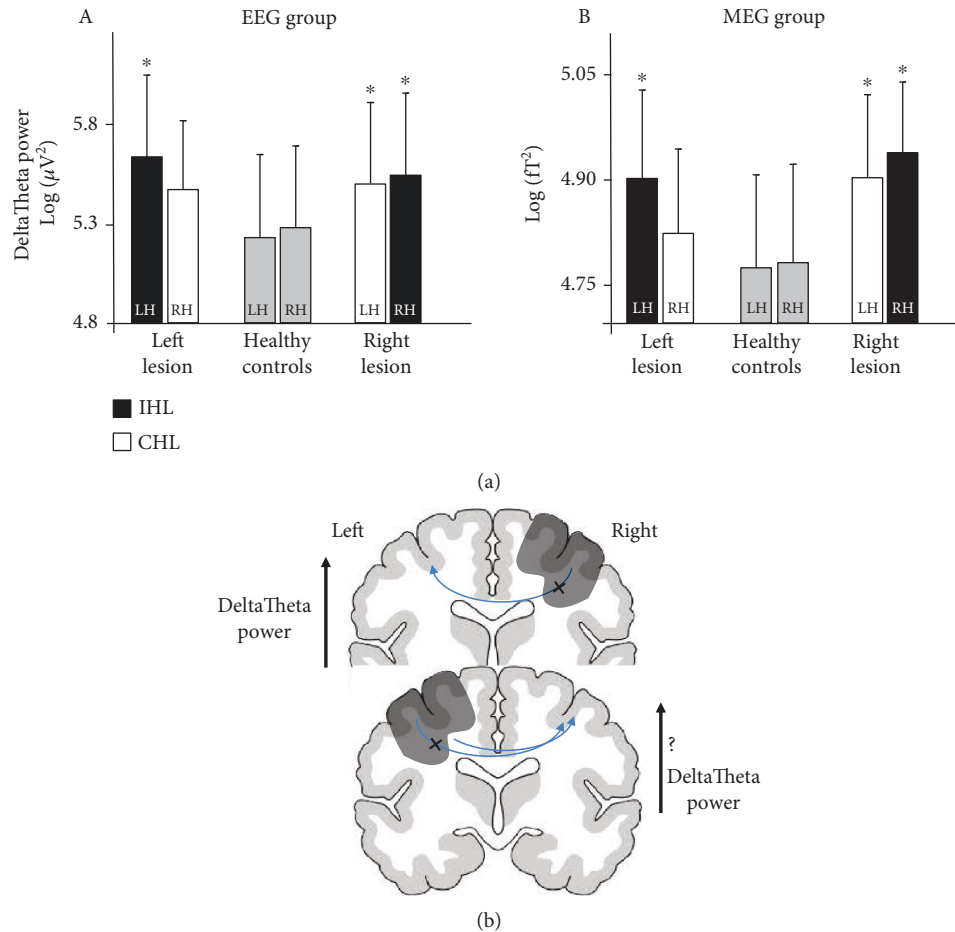 A
EEG group
DeltaTheta power
Log (μV²)
5.8
5.3
4.8
*
*
*
LH
RH
LH
RH
LH
RH
Left
lesion
Healthy
controls
Right
lesion
IHL
CHL
B
MEG group
Log (fT²)
5.05
4.90
4.75
*
*
*
LH
RH
LH
RH
LH
RH
Left
lesion
Healthy
controls
Right
lesion
(a)
Left
Right
DeltaTheta
power
?
DeltaTheta
power
(b)